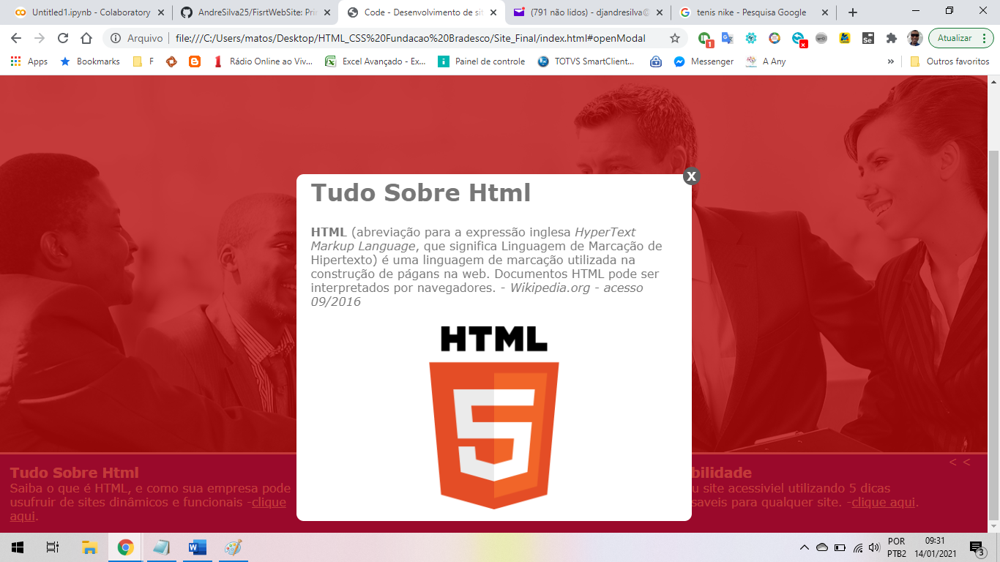 Untitled1.ipynb - Colaboratory
AndreSilva25/FisrtWebSite: Prin
Code - Desenvolvimento de sit
(791 não lidos) - djandresilva@
tenis nike - Pesquisa Google
Arquivo
file:///C:/Users/matos/Desktop/HTML_CSS%20Fundacao%20Bradesco/Site_Final/index.html#openModal
1
x
Se
Atualizar
Apps
Bookmarks
F
Rádio Online ao Viv...
Excel Avançado - Ex...
Painel de controle
TOTVS SmartClient...
Messenger
A Any
»
Outros favoritos
X
Tudo Sobre Html
HTML (abreviação para a expressão inglesa HyperText
Markup Language, que significa Linguagem de Marcação de
Hipertexto) é uma linguagem de marcação utilizada na
construção de págans na web. Documentos HTML pode ser
interpretados por navegadores. - Wikipedia.org - acesso
09/2016
HTML
5
Tudo Sobre Html
Saiba o que é HTML, e como sua empresa pode
usufruir de sites dinâmicos e funcionais -clique
aqui.
bilidade
< <
u site acessiviel utilizando 5 dicas
saveis para qualquer site. -clique aqui.
POR
PTB2
09:31
14/01/2021
3